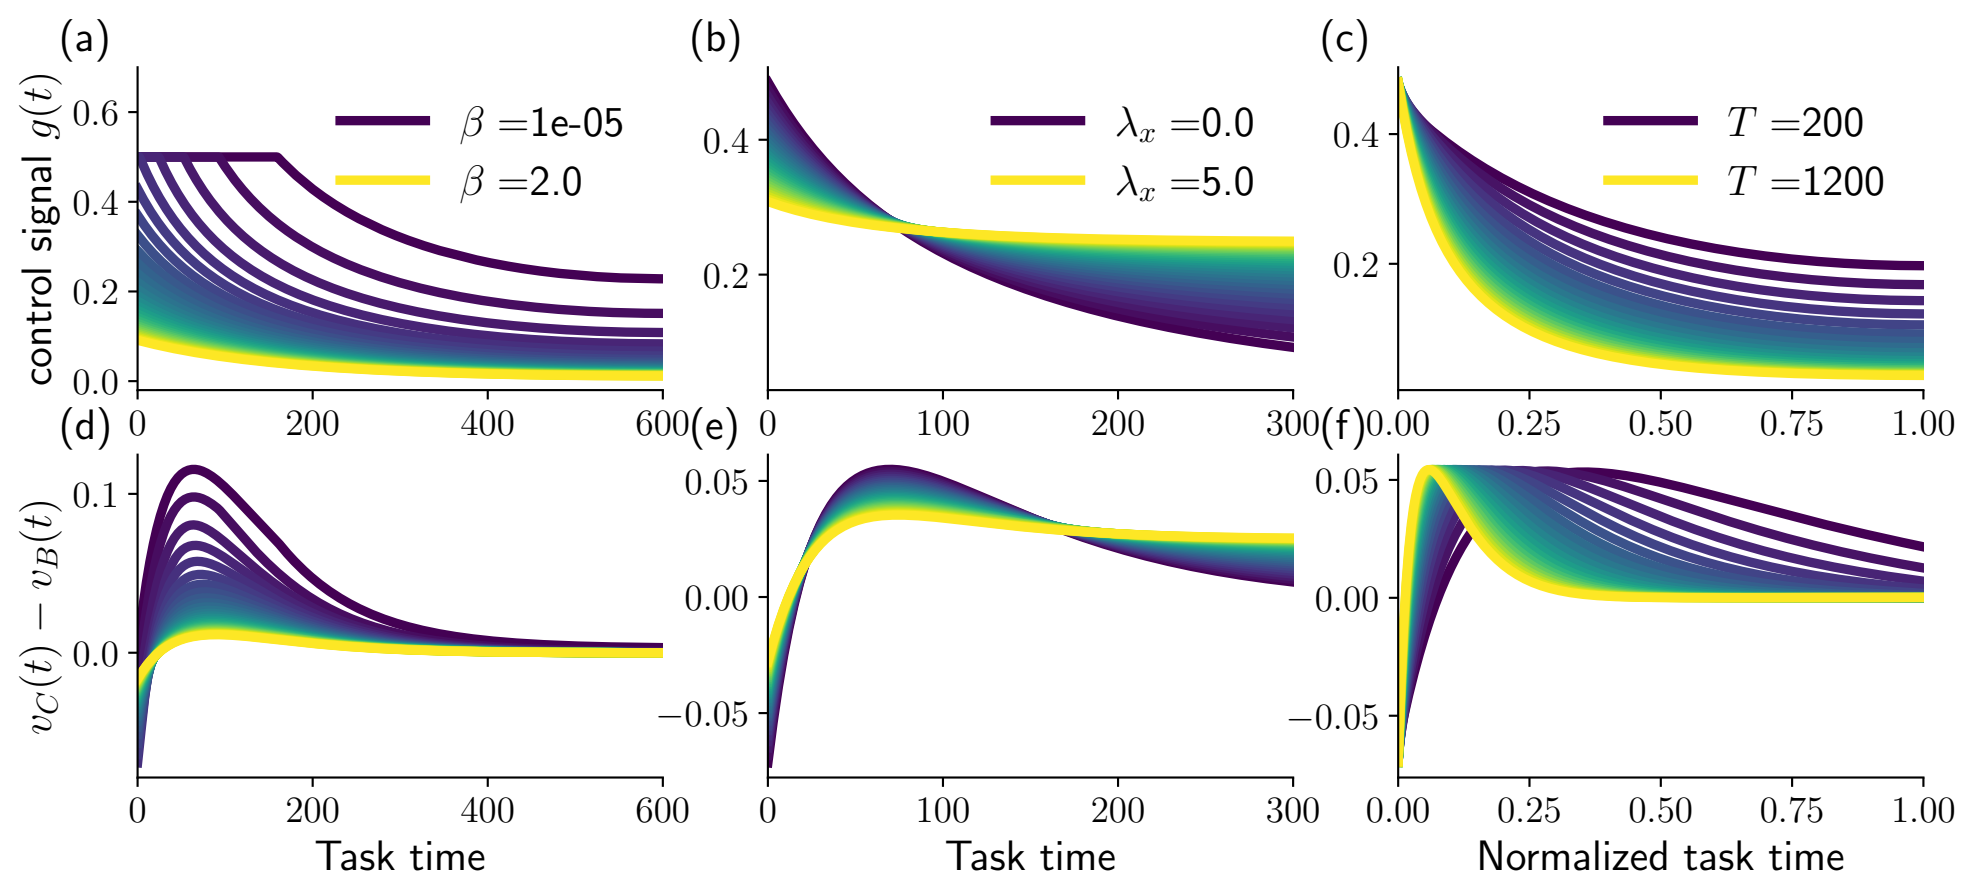 (a)
(b)
(c)
control signal g(t)
0.6
0.4
0.2
0.0
β =1e-05
β =2.0
0
200
400
600
0.4
0.2
λx =0.0
λx =5.0
0
100
200
300
0.4
0.2
T =200
T =1200
0.00
0.25
0.50
0.75
1.00
(d)
(e)
(f)
vC(t) − vB(t)
0.1
0.0
0
200
400
600
Task time
0.05
0.00
−0.05
0
100
200
300
Task time
0.05
0.00
−0.05
0.00
0.25
0.50
0.75
1.00
Normalized task time